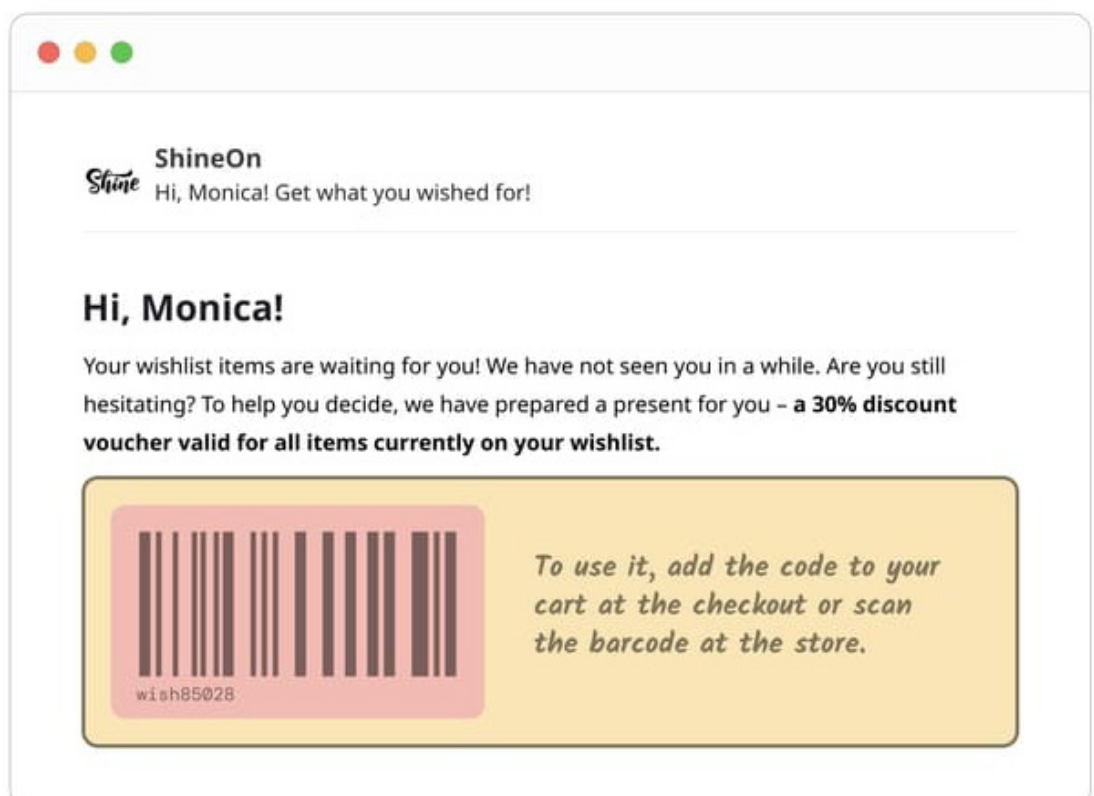 Shine
ShineOn
Hi, Monica! Get what you wished for!
Hi, Monica!
Your wishlist items are waiting for you! We have not seen you in a while. Are you still
hesitating? To help you decide, we have prepared a present for you – a 30% discount
voucher valid for all items currently on your wishlist.
To use it, add the code to your
cart at the checkout or scan
the barcode at the store.
wish85028